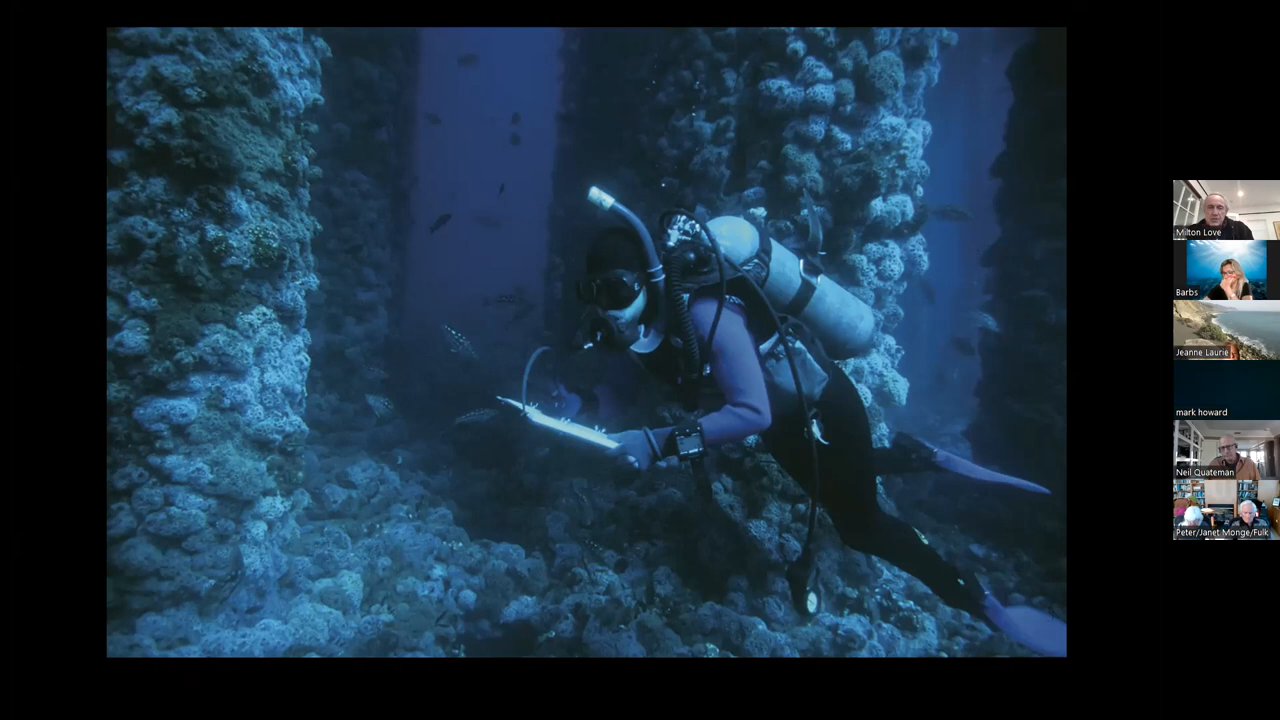 Milton Love
Barbs
Jeanne Laurie
mark howard
Neil Quateman
Peter/Janet Monge/Fulk